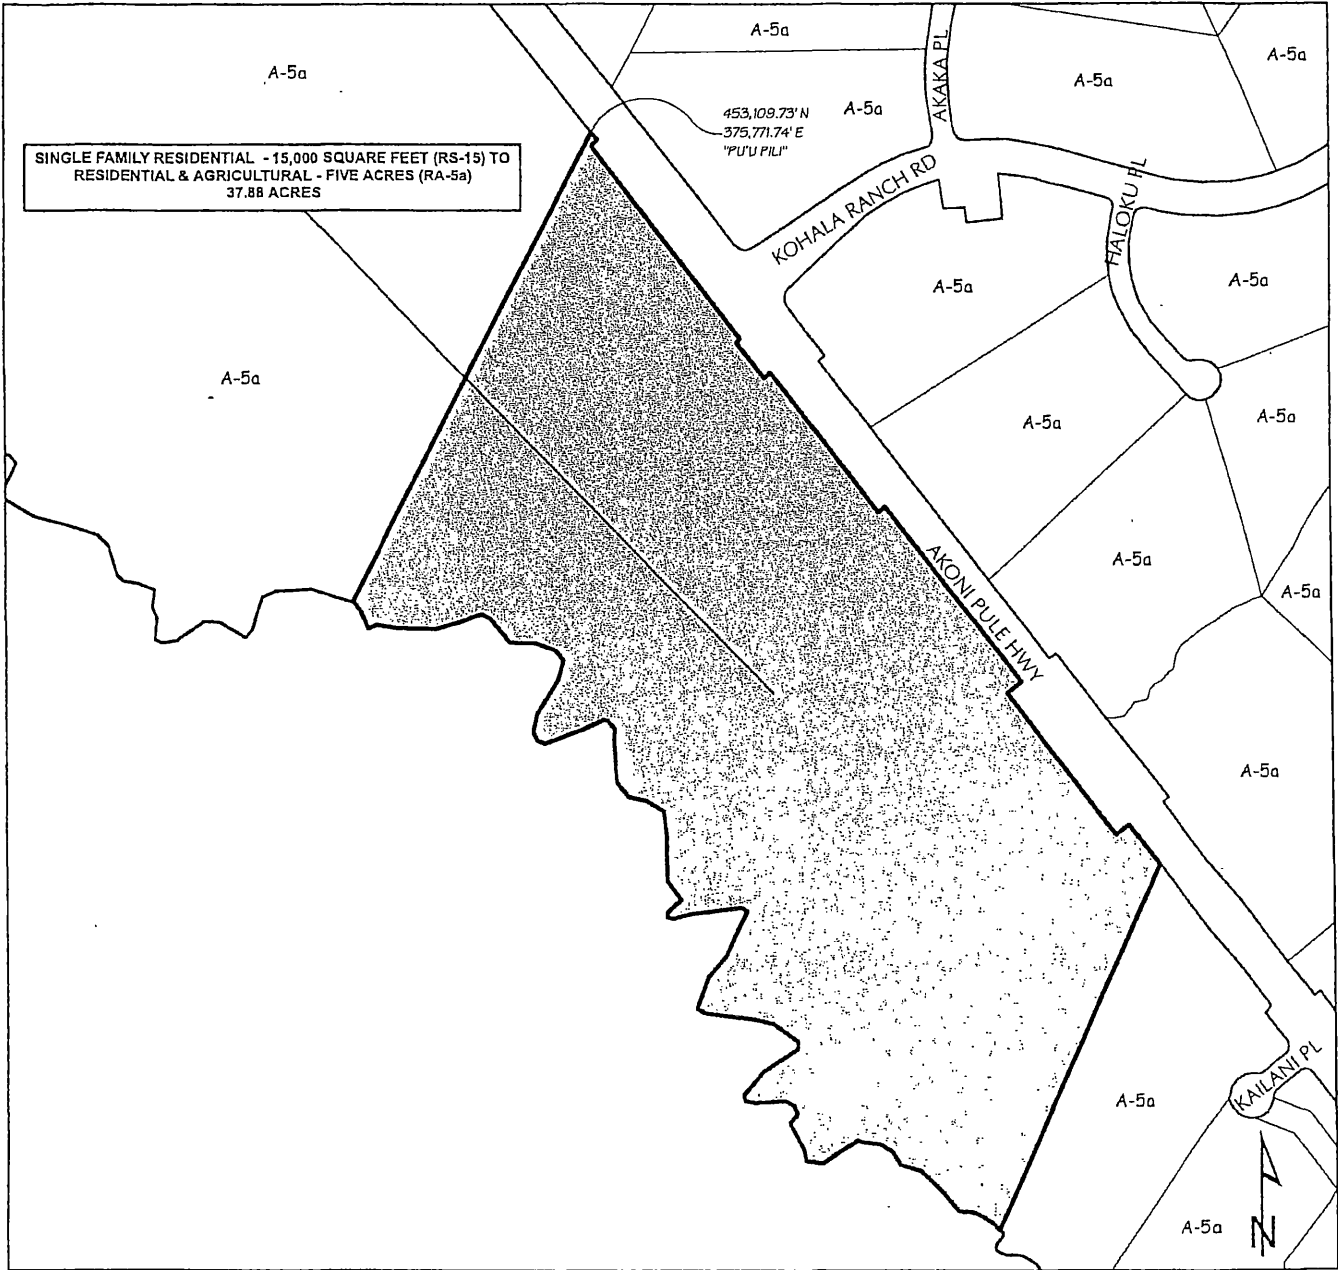 A-5a
A-5a
A-5a
453,109.73' N
375,771.74' E
"PU'U PILI"
A-5a
AKAKA PL
A-5a
SINGLE FAMILY RESIDENTIAL - 15,000 SQUARE FEET (RS-15) TO
RESIDENTIAL & AGRICULTURAL - FIVE ACRES (RA-5a)
37.88 ACRES
KOHALA RANCH RD
HALOKU PL
A-5a
A-5a
A-5a
A-5a
A-5a
AKONI PULE HWY
A-5a
A-5a
A-5a
KAILANI PL
A-5a
A-5a
N